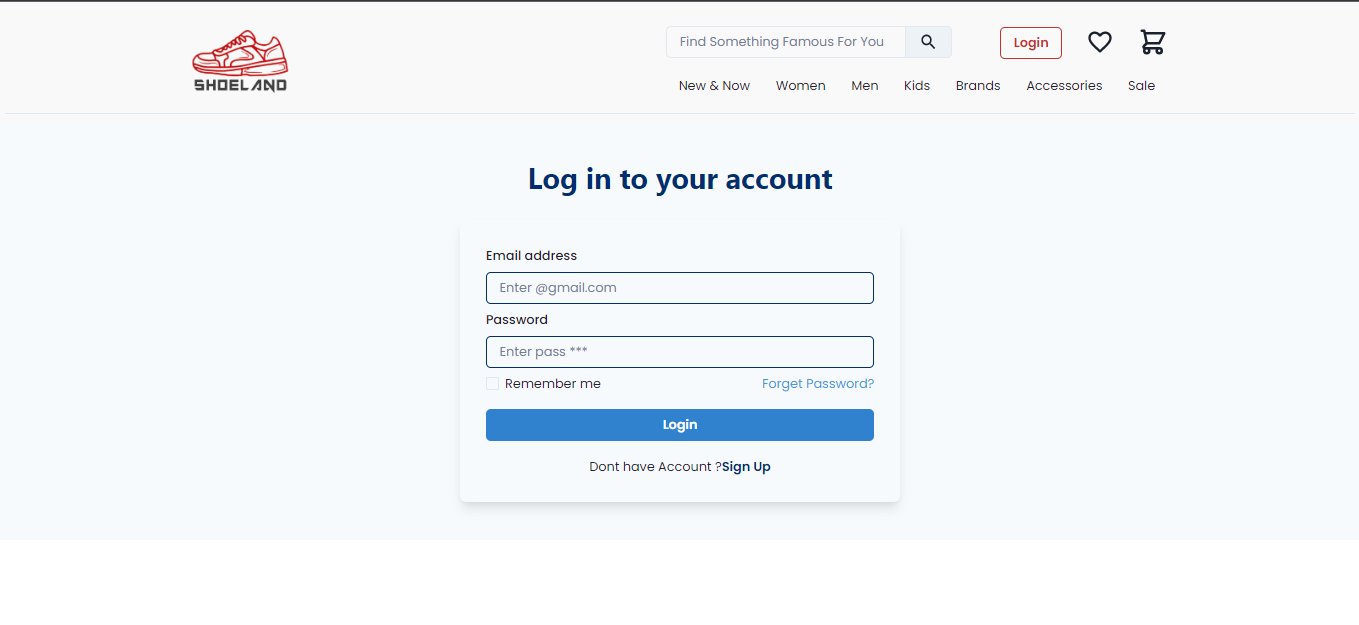 SHOELAND
Find Something Famous For You
Login
New & Now Women Men Kids Brands Accessories Sale
Log in to your account
Email address
Enter @gmail.com
Password
Enter pass ***
Remember me Forget Password?
Login
Dont have Account ?Sign Up